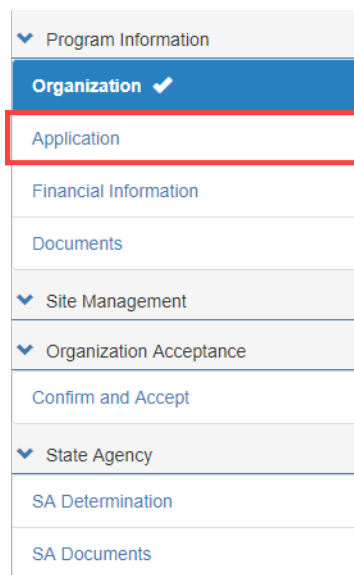 Program Information
Organization
Application
Financial Information
Documents
Site Management
Organization Acceptance
Confirm and Accept
State Agency
SA Determination
SA Documents